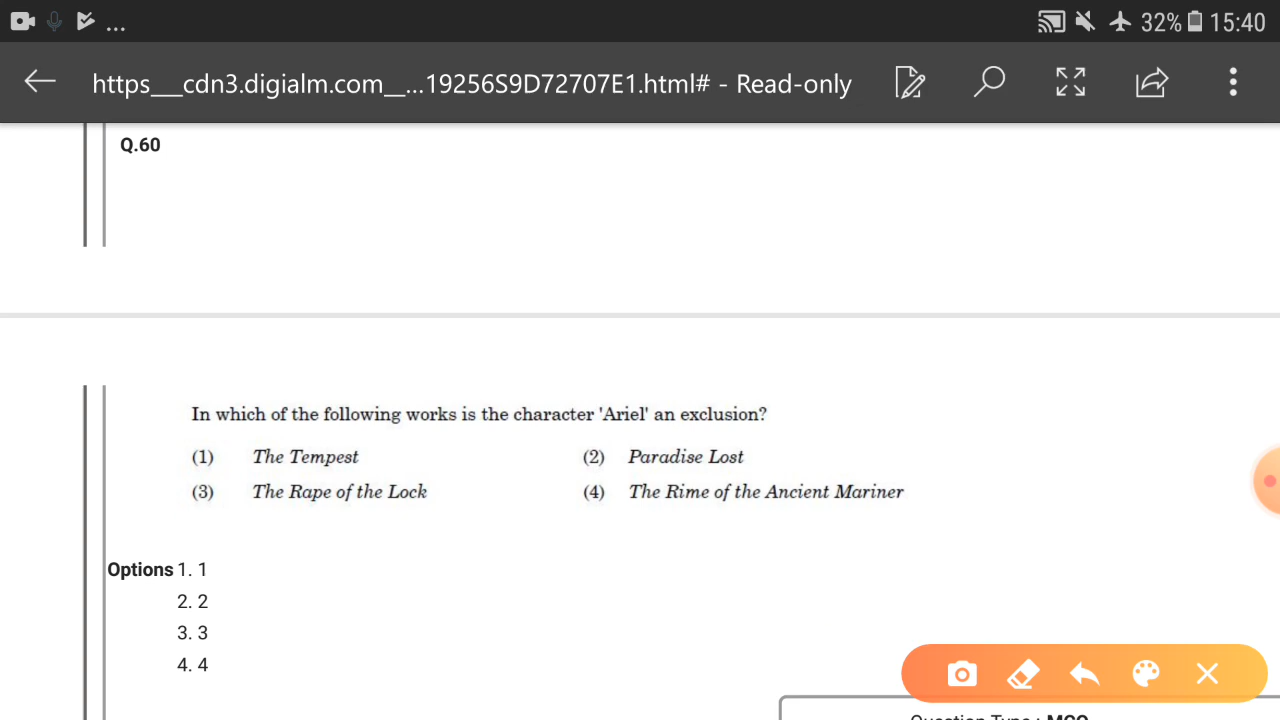 ... 32% 15:40
https___cdn3.digialm.com__...19256S9D72707E1.html# - Read-only
Q.60
In which of the following works is the character 'Ariel' an exclusion?
(1) The Tempest (2) Paradise Lost
(3) The Rape of the Lock (4) The Rime of the Ancient Mariner
Options 1. 1
2. 2
3. 3
4. 4
Question Type : MCQ